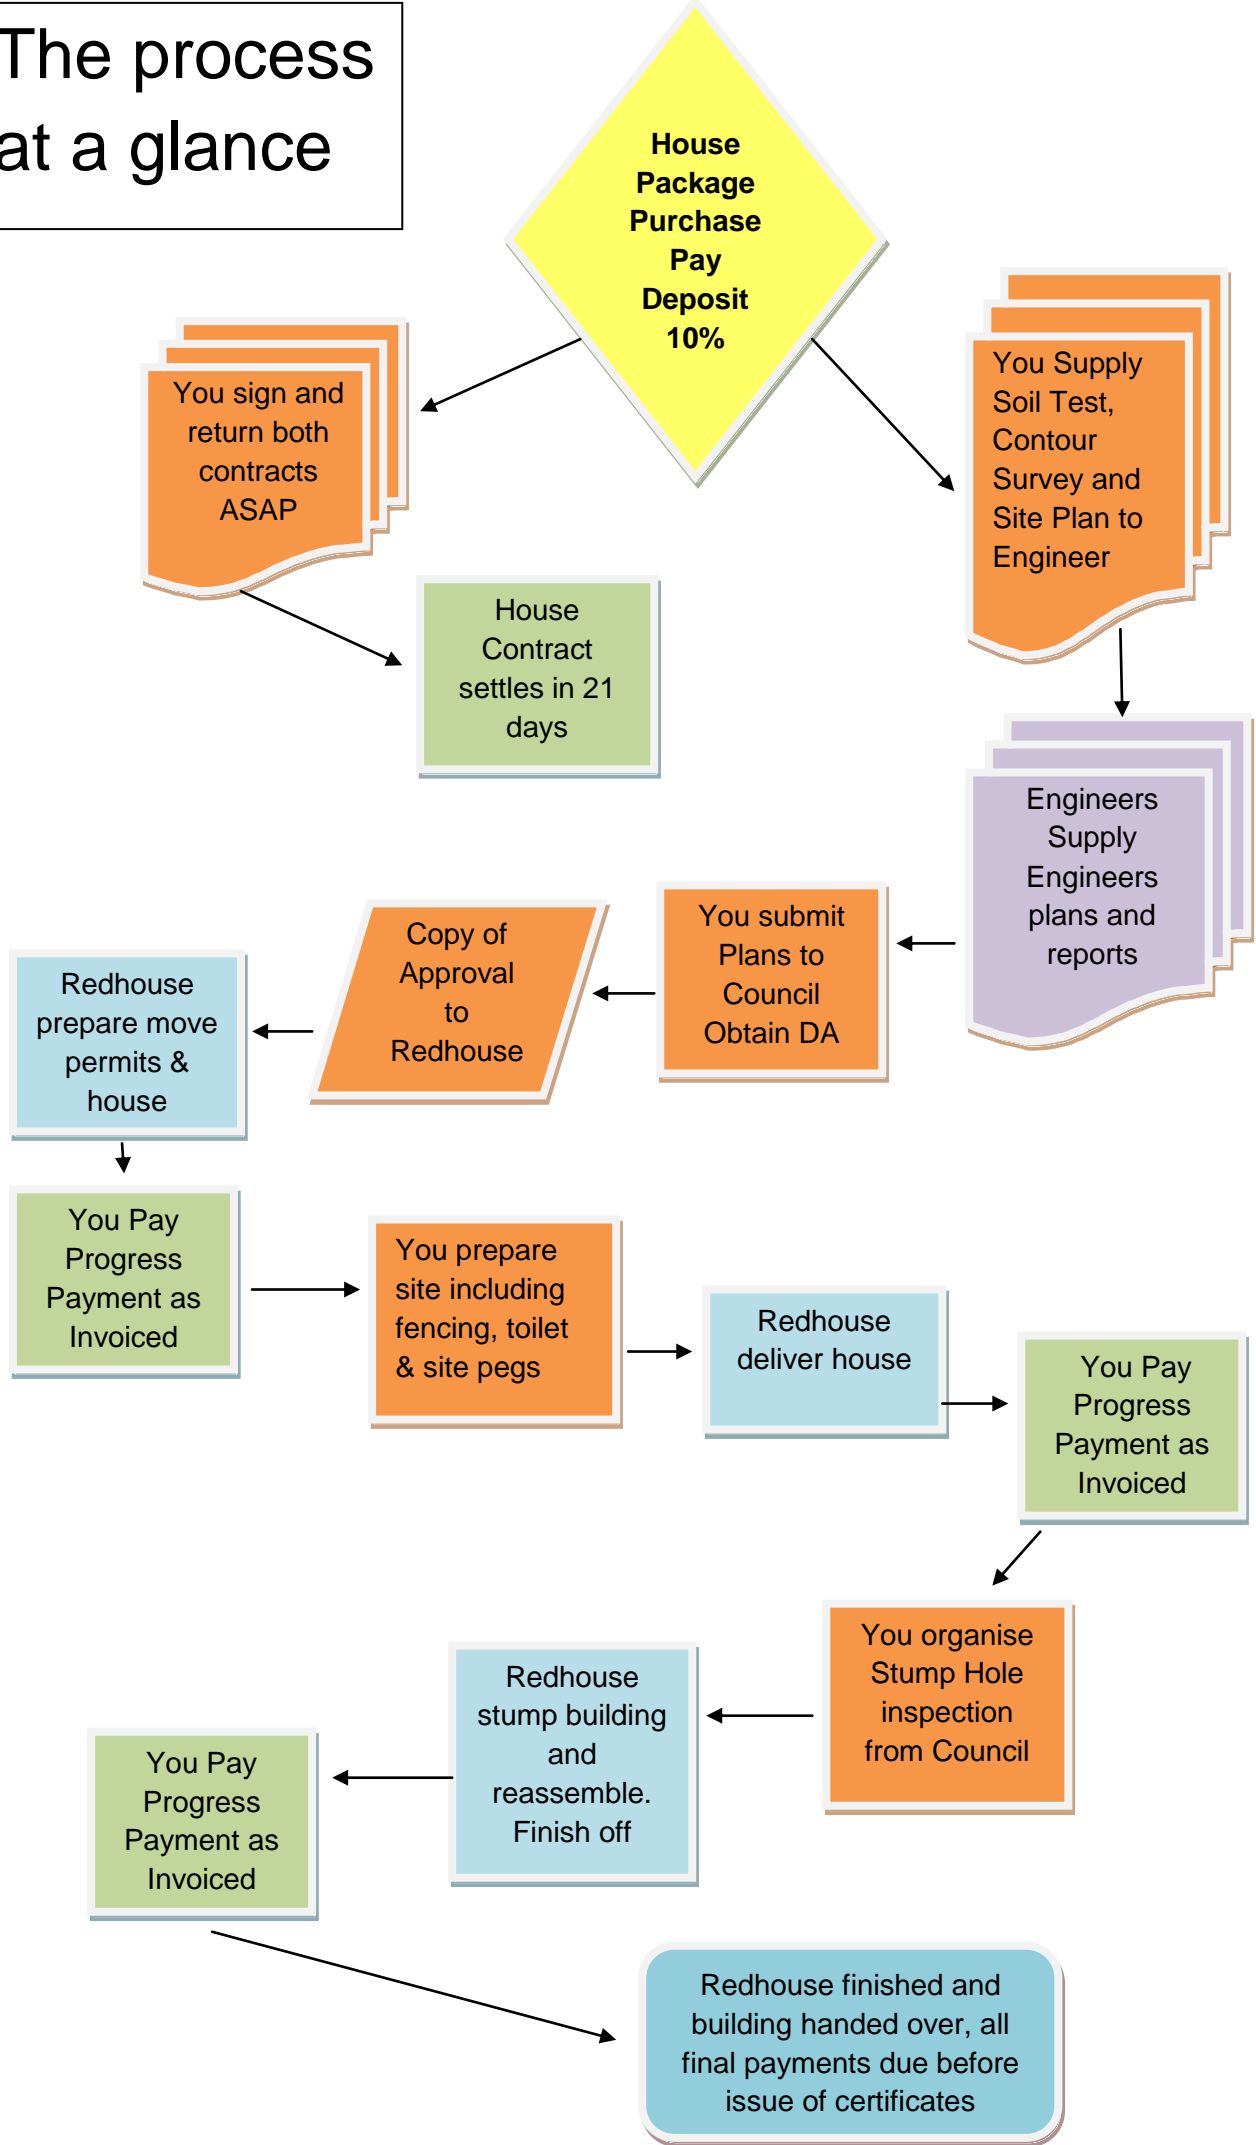 The process
at a glance
House
Package
Purchase
Pay
Deposit
10%
You sign and
return both
contracts
ASAP
You Supply
Soil Test,
Contour
Survey and
Site Plan to
Engineer
House
Contract
settles in 21
days
Engineers
Supply
Engineers
plans and
reports
You submit
Plans to
Council
Obtain DA
Copy of
Approval
to
Redhouse
Redhouse
prepare move
permits &
house
You Pay
Progress
Payment as
Invoiced
You prepare
site including
fencing, toilet
& site pegs
Redhouse
deliver house
You Pay
Progress
Payment as
Invoiced
You organise
Stump Hole
inspection
from Council
Redhouse
stump building
and
reassemble.
Finish off
You Pay
Progress
Payment as
Invoiced
Redhouse finished and
building handed over, all
final payments due before
issue of certificates